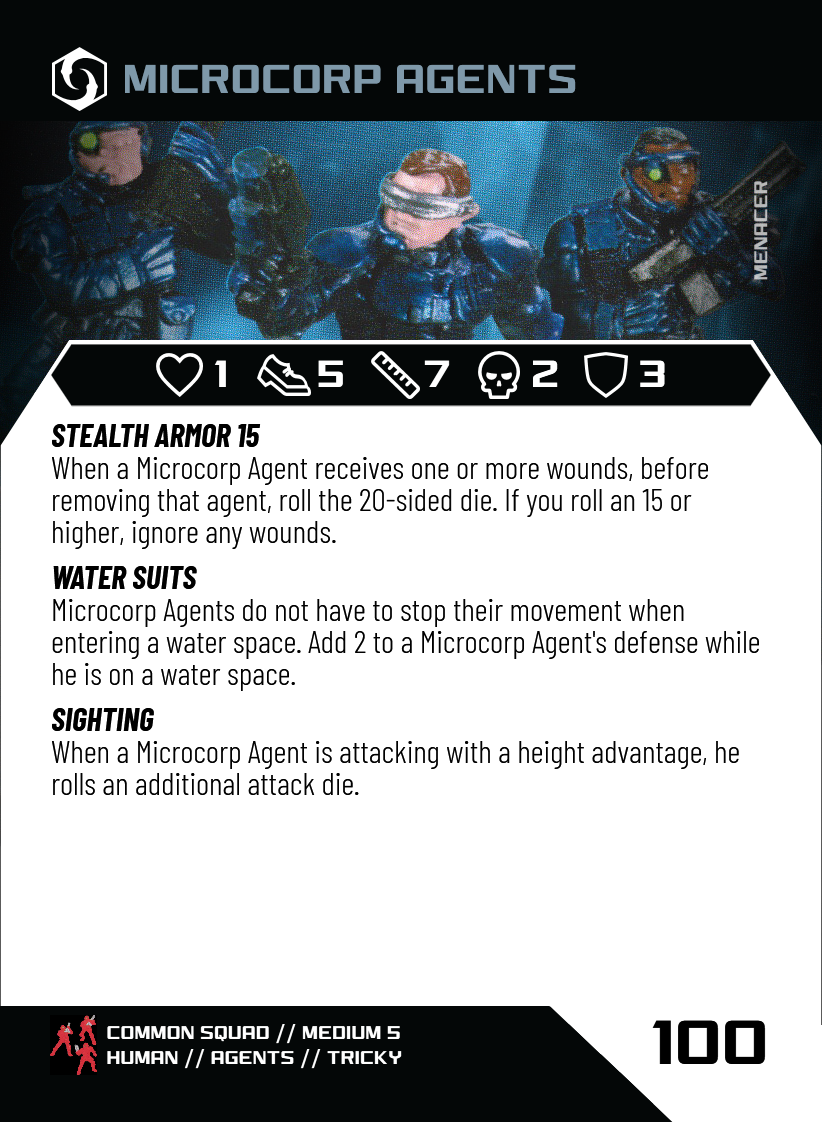 MICROCORP AGENTS
MENACER
1 5 7 2 3
STEALTH ARMOR 15
When a Microcorp Agent receives one or more wounds, before
removing that agent, roll the 20-sided die. If you roll an 15 or
higher, ignore any wounds.
WATER SUITS
Microcorp Agents do not have to stop their movement when
entering a water space. Add 2 to a Microcorp Agent's defense while
he is on a water space.
SIGHTING
When a Microcorp Agent is attacking with a height advantage, he
rolls an additional attack die.
COMMON SQUAD // MEDIUM 5
HUMAN // AGENTS // TRICKY
100